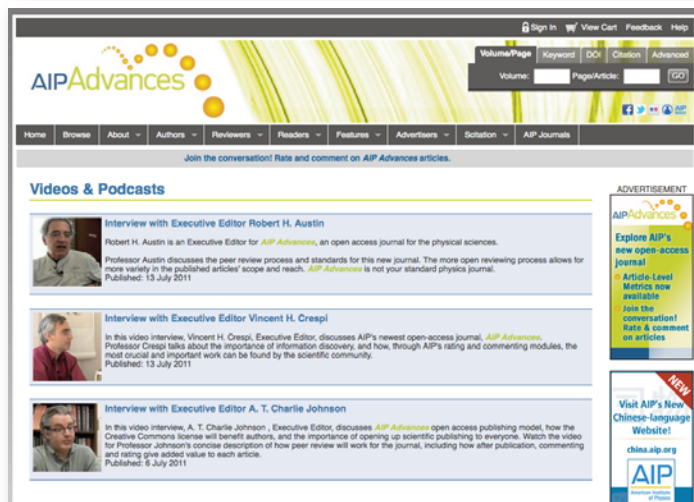 Sign In View Cart Feedback Help
AIPAdvances
Volume/Page Keyword DOI Citation Advanced
Volume: Page/Article: GO
Home Browse About Authors Reviewers Readers Features Advertisers Scitation AIP Journals
Join the conversation! Rate and comment on AIP Advances articles.
Videos & Podcasts
Interview with Executive Editor Robert H. Austin
Robert H. Austin is an Executive Editor for AIP Advances, an open access journal for the physical sciences.
Professor Austin discusses the peer review process and standards for this new journal. The more open reviewing process allows for
more variety in the published articles' scope and reach. AIP Advances is not your standard physics journal.
Published: 13 July 2011
Interview with Executive Editor Vincent H. Crespi
In this video interview, Vincent H. Crespi, Executive Editor, discusses AIP's newest open-access journal, AIP Advances.
Professor Crespi talks about the importance of information discovery, and how, through AIP's rating and commenting modules, the
most crucial and important work can be found by the scientific community.
Published: 13 July 2011
Interview with Executive Editor A. T. Charlie Johnson
In this video interview, A. T. Charlie Johnson , Executive Editor, discusses AIP Advances open access publishing model, how the
Creative Commons license will benefit authors, and the importance of opening up scientific publishing to everyone. Watch the video
for Professor Johnson's concise description of how peer review will work for the journal, including how after publication, commenting
and rating give added value to each article.
Published: 6 July 2011
ADVERTISEMENT
AIPAdvances
Explore AIP's
new open-access
journal
Article-Level
Metrics now
available
Join the
conversation!
Rate & comment
on articles
NEW
Visit AIP's New
Chinese-language
Website!
china.aip.org
AIP
American Institute
of Physics